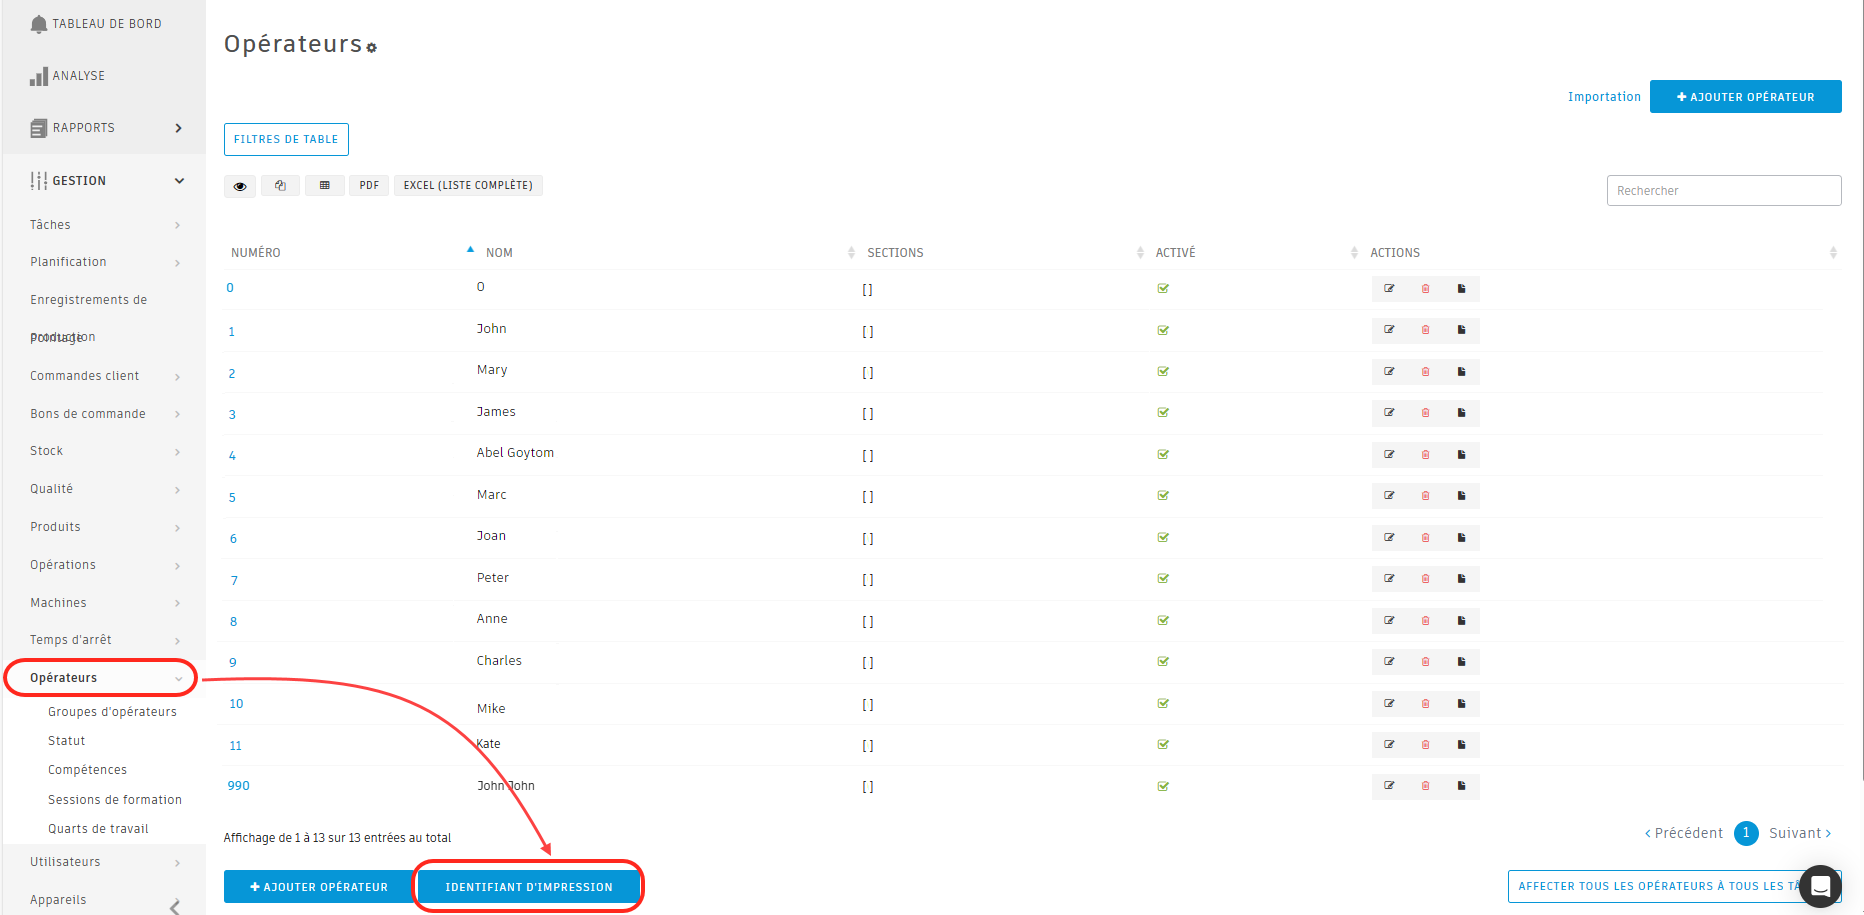 TABLEAU DE BORD
ANALYSE
RAPPORTS
GESTION
Tâches
Planification
Enregistrements de
production
Pointage
Commandes client
Bons de commande
Stock
Qualité
Produits
Opérations
Machines
Temps d'arrêt
Opérateurs
Groupes d'opérateurs
Statut
Compétences
Sessions de formation
Quarts de travail
Utilisateurs
Appareils
Opérateurs
Importation
AJOUTER OPÉRATEUR
FILTRES DE TABLE
PDF EXCEL (LISTE COMPLÈTE)
Rechercher
NUMÉRO NOM SECTIONS ACTIVÉ ACTIONS
0 O [ ]
1 John [ ]
2 Mary [ ]
3 James [ ]
4 Abel Goytom [ ]
5 Marc [ ]
6 Joan [ ]
7 Peter [ ]
8 Anne [ ]
9 Charles [ ]
10 Mike [ ]
11 Kate [ ]
990 John John [ ]
Affichage de 1 à 13 sur 13 entrées au total
Précédent 1 Suivant
AJOUTER OPÉRATEUR
IDENTIFIANT D'IMPRESSION
AFFECTER TOUS LES OPÉRATEURS À TOUS LES